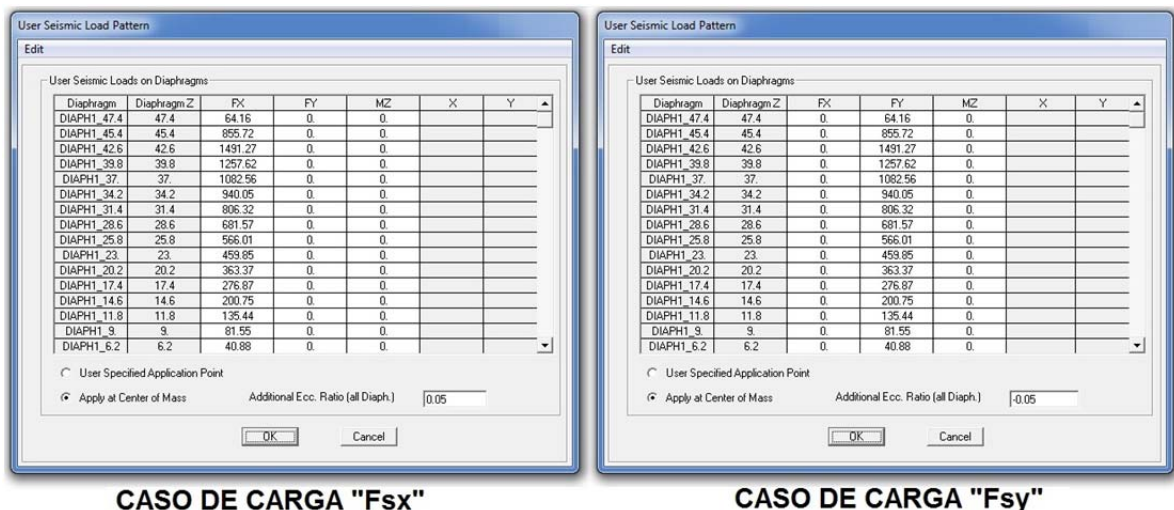 User Seismic Load Pattern
Edit
User Seismic Loads on Diaphragms
Diaphragm Diaphragm Z FX FY MZ X Y
DIAPH1_47.4 47.4 64.16 0. 0.
DIAPH1_45.4 45.4 855.72 0. 0.
DIAPH1_42.6 42.6 1491.27 0. 0.
DIAPH1_39.8 39.8 1257.62 0. 0.
DIAPH1_37. 37. 1082.56 0. 0.
DIAPH1_34.2 34.2 940.05 0. 0.
DIAPH1_31.4 31.4 806.32 0. 0.
DIAPH1_28.6 28.6 681.57 0. 0.
DIAPH1_25.8 25.8 566.01 0. 0.
DIAPH1_23. 23. 459.85 0. 0.
DIAPH1_20.2 20.2 363.37 0. 0.
DIAPH1_17.4 17.4 276.87 0. 0.
DIAPH1_14.6 14.6 200.75 0. 0.
DIAPH1_11.8 11.8 135.44 0. 0.
DIAPH1_9. 9. 81.55 0. 0.
DIAPH1_6.2 6.2 40.88 0. 0.
User Specified Application Point
Apply at Center of Mass Additional Ecc. Ratio (all Diaph.) 0.05
OK Cancel
CASO DE CARGA "Fsx"
User Seismic Load Pattern
Edit
User Seismic Loads on Diaphragms
Diaphragm Diaphragm Z FX FY MZ X Y
DIAPH1_47.4 47.4 0. 64.16 0.
DIAPH1_45.4 45.4 0. 855.72 0.
DIAPH1_42.6 42.6 0. 1491.27 0.
DIAPH1_39.8 39.8 0. 1257.62 0.
DIAPH1_37. 37. 0. 1082.56 0.
DIAPH1_34.2 34.2 0. 940.05 0.
DIAPH1_31.4 31.4 0. 806.32 0.
DIAPH1_28.6 28.6 0. 681.57 0.
DIAPH1_25.8 25.8 0. 566.01 0.
DIAPH1_23. 23. 0. 459.85 0.
DIAPH1_20.2 20.2 0. 363.37 0.
DIAPH1_17.4 17.4 0. 276.87 0.
DIAPH1_14.6 14.6 0. 200.75 0.
DIAPH1_11.8 11.8 0. 135.44 0.
DIAPH1_9. 9. 0. 81.55 0.
DIAPH1_6.2 6.2 0. 40.88 0.
User Specified Application Point
Apply at Center of Mass Additional Ecc. Ratio (all Diaph.) -0.05
OK Cancel
CASO DE CARGA "Fsy"